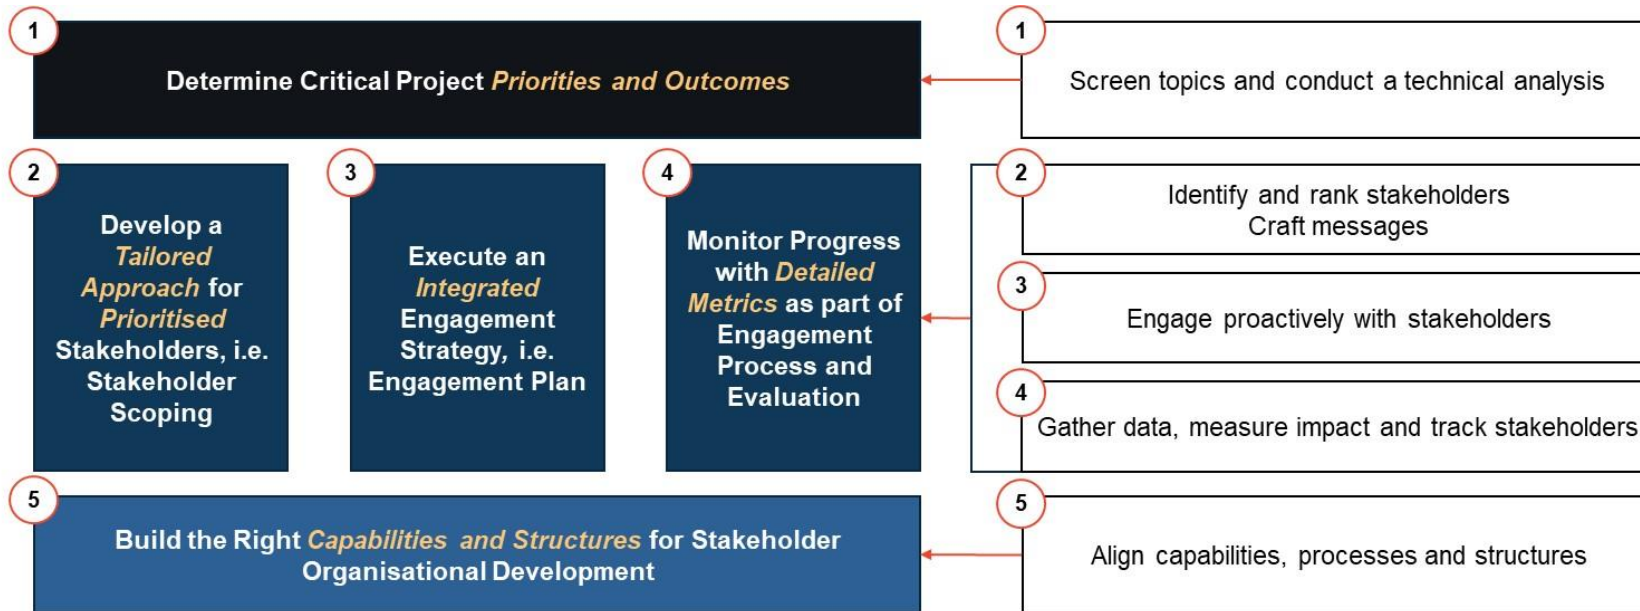 1
Determine Critical Project Priorities and Outcomes
1
Screen topics and conduct a technical analysis
2
Develop a
Tailored
Approach for
Prioritised
Stakeholders, i.e.
Stakeholder
Scoping
3
Execute an
Integrated
Engagement
Strategy, i.e.
Engagement Plan
4
Monitor Progress
with Detailed
Metrics as part of
Engagement
Process and
Evaluation
2
Identify and rank stakeholders
Craft messages
3
Engage proactively with stakeholders
4
Gather data, measure impact and track stakeholders
5
Build the Right Capabilities and Structures for Stakeholder
Organisational Development
5
Align capabilities, processes and structures